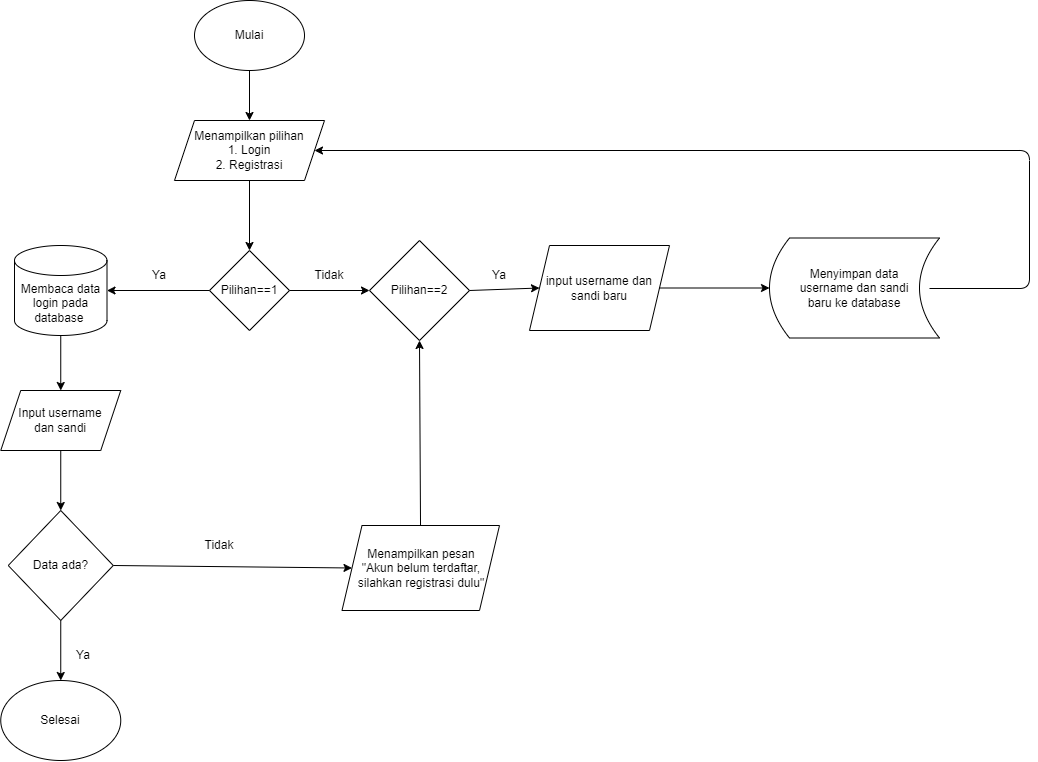 Mulai
Menampilkan pilihan
1. Login
2. Registrasi
Ya
Tidak
Ya
Membaca data
login pada
database
Pilihan==1
Pilihan==2
input username dan
sandi baru
Menyimpan data
username dan sandi
baru ke database
Input username
dan sandi
Tidak
Data ada?
Menampilkan pesan
"Akun belum terdaftar,
silahkan registrasi dulu"
Ya
Selesai